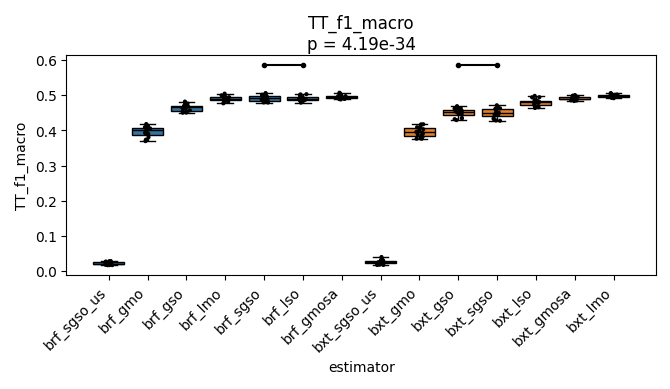 TT_f1_macro
p = 4.19e-34
TT_f1_macro
0.6
0.5
0.4
0.3
0.2
0.1
0.0
brf_sgso_us
brf_gmo
brf_gso
brf_lmo
brf_sgso
brf_lso
brf_gmosa
bxt_sgso_us
bxt_gmo
bxt_gso
bxt_sgso
bxt_lso
bxt_gmosa
bxt_lmo
estimator